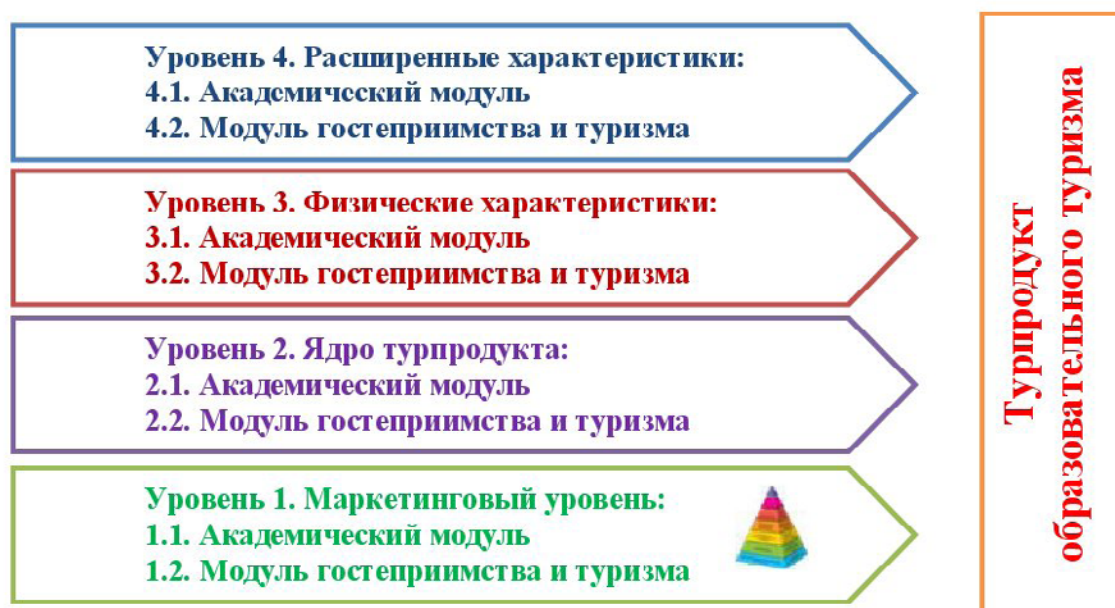 Уровень 4. Расширенные характеристики:
4.1. Академический модуль
4.2. Модуль гостеприимства и туризма
Уровень 3. Физические характеристики:
3.1. Академический модуль
3.2. Модуль гостеприимства и туризма
Уровень 2. Ядро турпродукта:
2.1. Академический модуль
2.2. Модуль гостеприимства и туризма
Уровень 1. Маркетинговый уровень:
1.1. Академический модуль
1.2. Модуль гостеприимства и туризма
Турпродукт
образовательного туризма